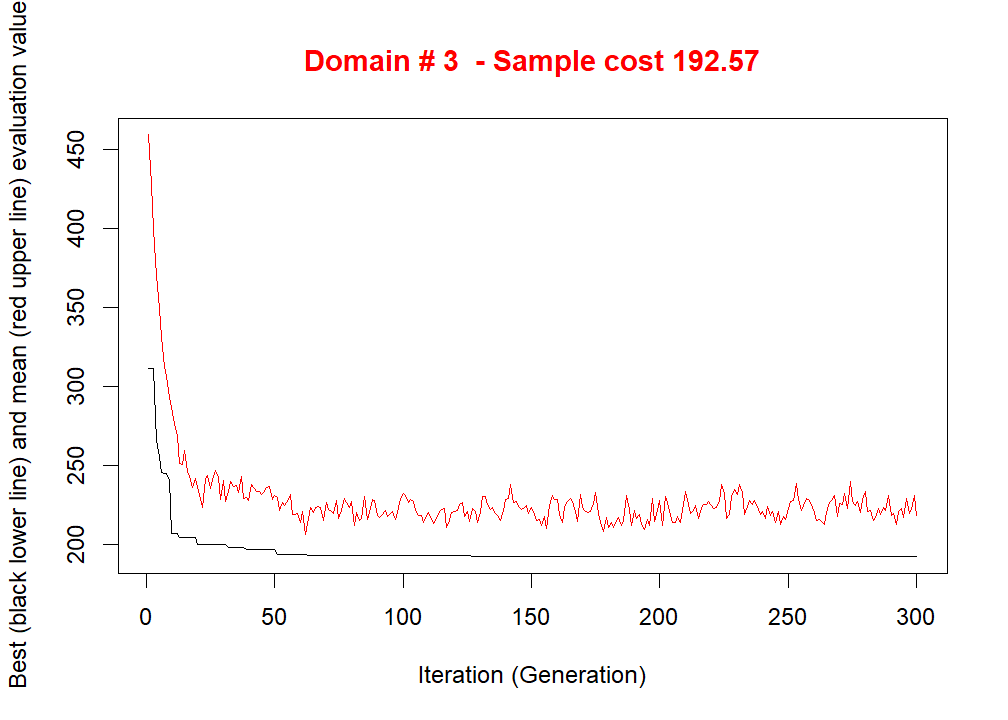 Domain # 3  - Sample cost 192.57
Best (black lower line) and mean (red upper line) evaluation value
450
400
350
300
250
200
0 50 100 150 200 250 300
Iteration (Generation)